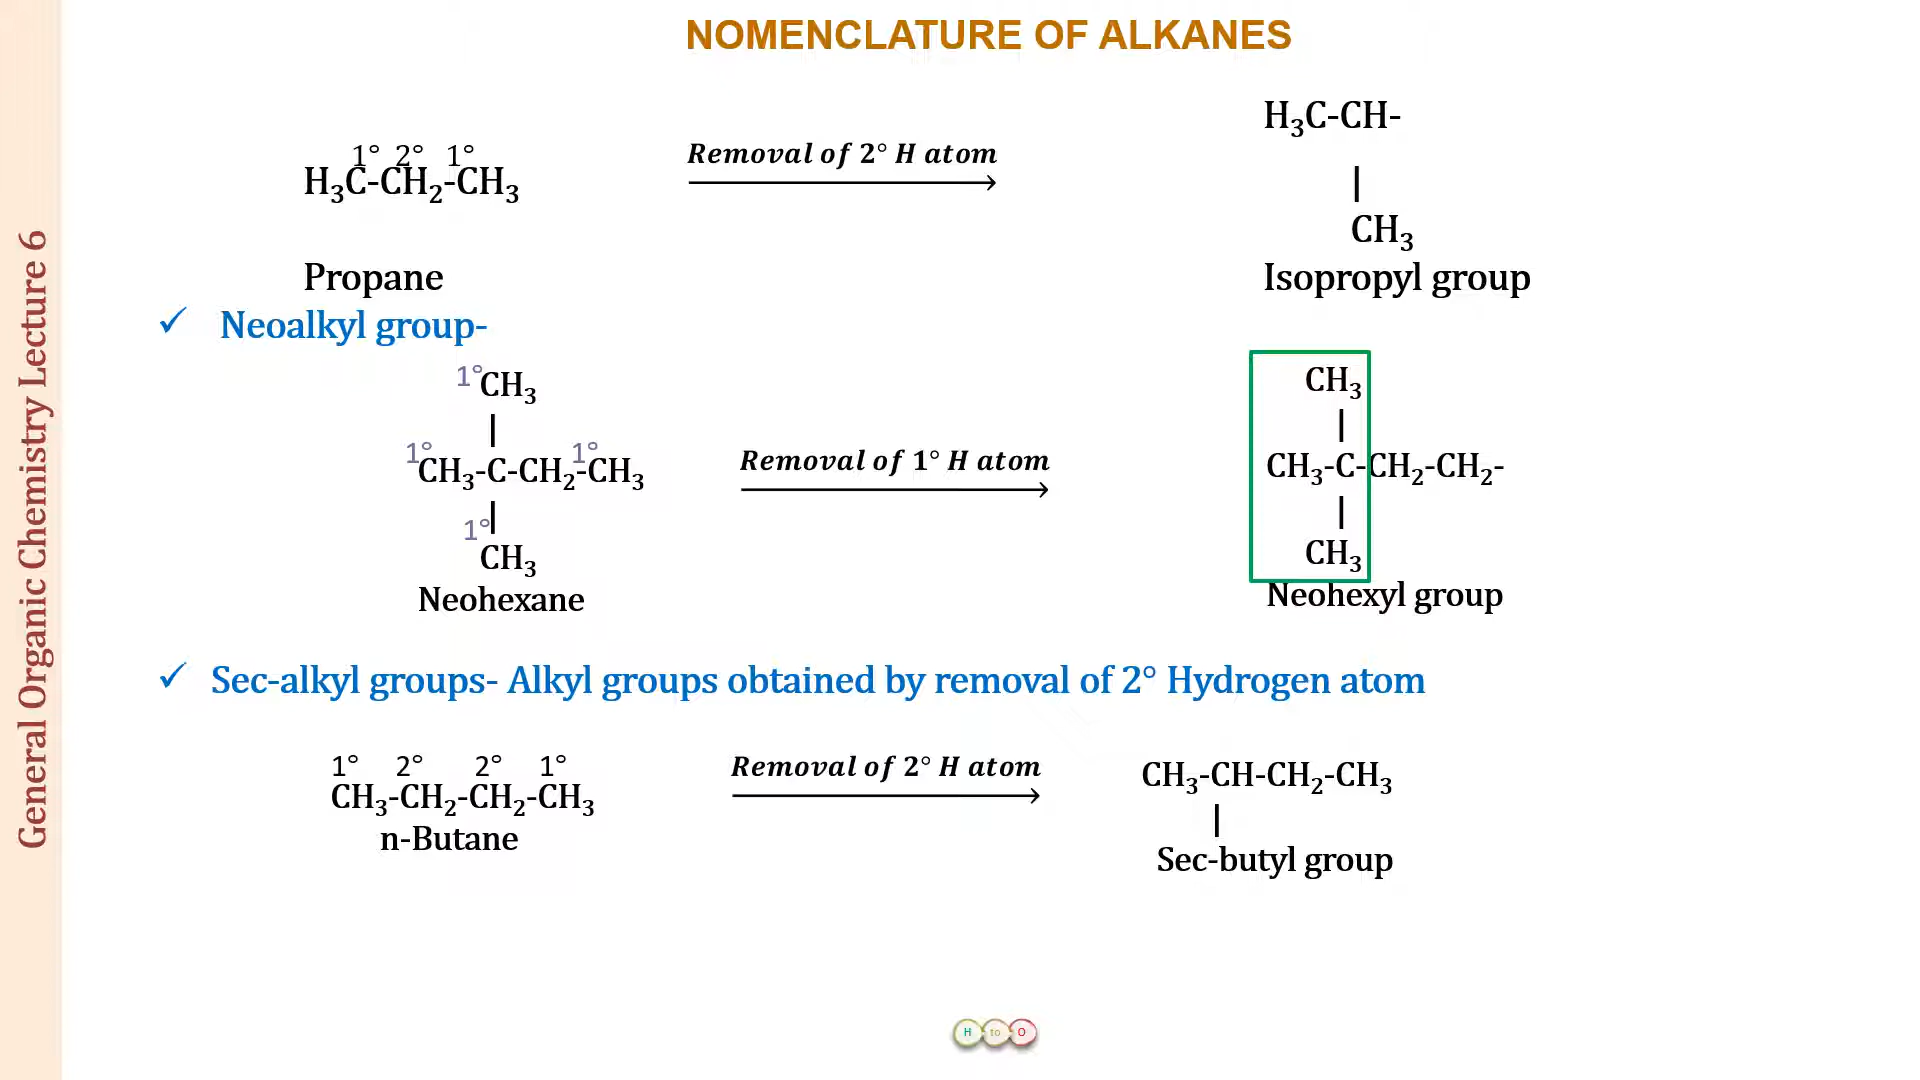 NOMENCLATURE OF ALKANES
General Organic Chemistry Lecture 6
1° 2° 1°
H₃C-CH₂-CH₃
Propane
Removal of 2° H atom
H₃C-CH-
|
CH₃
Isopropyl group
✓ Neoalkyl group-
1°
CH₃
|
1° 1°
CH₃-C-CH₂-CH₃
|
1°
CH₃
Neohexane
Removal of 1° H atom
CH₃
|
CH₃-C-CH₂-CH₂-
|
CH₃
Neohexyl group
✓ Sec-alkyl groups- Alkyl groups obtained by removal of 2° Hydrogen atom
1° 2° 2° 1°
CH₃-CH₂-CH₂-CH₃
n-Butane
Removal of 2° H atom
CH₃-CH-CH₂-CH₃
|
Sec-butyl group
H to O